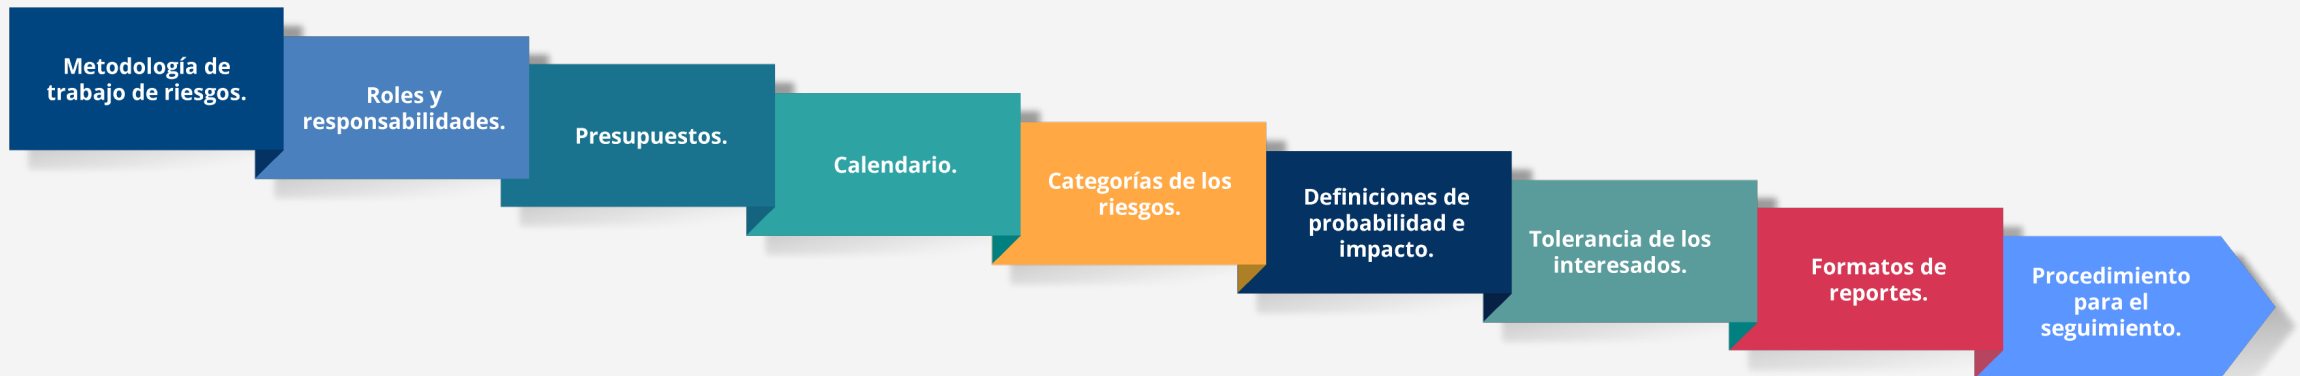 Metodología de
trabajo de riesgos.
Roles y
responsabilidades.
Presupuestos.
Calendario.
Categorías de los
riesgos.
Definiciones de
probabilidad e
impacto.
Tolerancia de los
interesados.
Formatos de
reportes.
Procedimiento
para el
seguimiento.